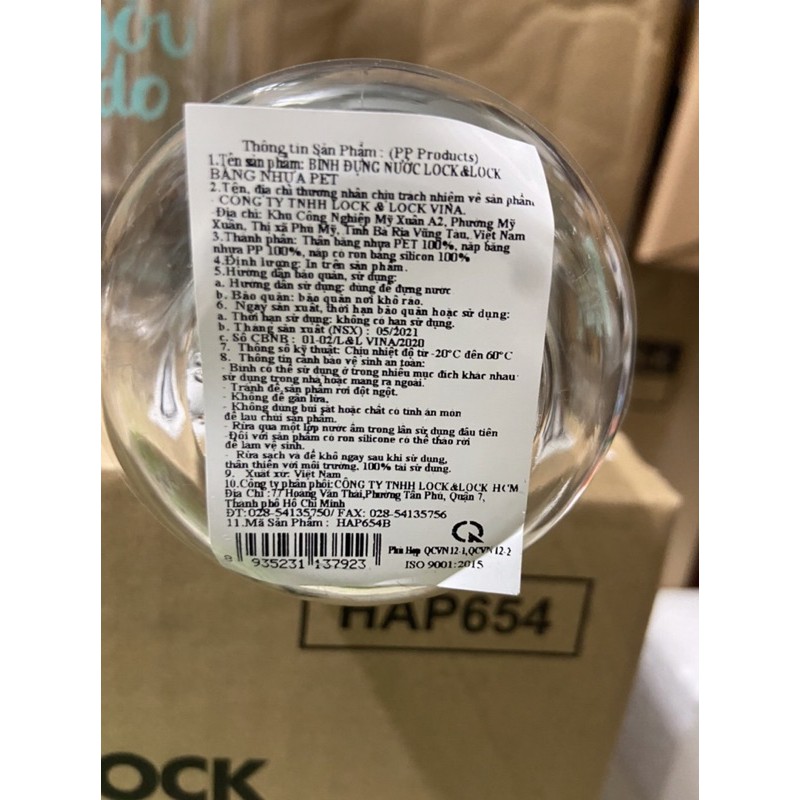 do
Thông tin Sản Phẩm : (PP Products)
1.Tên sản phẩm: BÌNH ĐỰNG NƯỚC LOCK&LOCK
BẰNG NHỰA PET
2.Tên, địa chỉ thương nhân chịu trách nhiệm về sản phẩm.
- CÔNG TY TNHH LOCK & LOCK VINA.
Địa chỉ: Khu Công Nghiệp Mỹ Xuân A2, Phường Mỹ
Xuân, Thị xã Phú Mỹ, Tỉnh Bà Rịa Vũng Tàu, Việt Nam
3.Thành phần: Thân bằng nhựa PET 100%, nắp bằng
nhựa PP 100%, nắp có ron bằng silicon 100%
4.Định lượng: In trên sản phẩm.
5.Hướng dẫn bảo quản, sử dụng:
a. Hướng dẫn sử dụng: dùng để đựng nước
b. Bảo quản: bảo quản nơi khô ráo.
6. Ngày sản xuất, thời hạn bảo quản hoặc sử dụng:
a. Thời hạn sử dụng: không có hạn sử dụng.
b. Tháng sản xuất (NSX) : 05/2021
c. Số CBNB : 01-02/L&L VINA/2020
7. Thông số kỹ thuật: Chịu nhiệt độ từ -20°C đến 60°C
8. Thông tin cảnh báo vệ sinh an toàn:
- Bình có thể sử dụng ở trong nhiều mục đích khác nhau
sử dụng trong nhà hoặc mang ra ngoài.
- Tránh để sản phẩm rơi đột ngột.
- Không để gần lửa.
- Không dùng bùi sắt hoặc chất có tính ăn mòn
để lau chùi sản phẩm.
- Rửa qua một lớp nước ấm trong lần sử dụng đầu tiên
- Đối với sản phẩm có ron silicone có thể tháo rời
để làm vệ sinh.
- Rửa sạch và để khô ngay sau khi sử dụng,
thân thiện với môi trường, 100% tái sử dụng.
9. Xuất xứ: Việt Nam
10.Công ty phân phối:CÔNG TY TNHH LOCK&LOCK HCM
Địa Chỉ :77 Hoàng Văn Thái,Phường Tân Phú, Quận 7,
Thành phố Hồ Chí Minh
ĐT:028-54135750/ FAX: 028-54135756
11.Mã Sản Phẩm : HAP654B
8 935231 137923
Phù Hợp QCVN 12-1,QCVN 12-2
ISO 9001:2015
HAP654
OCK